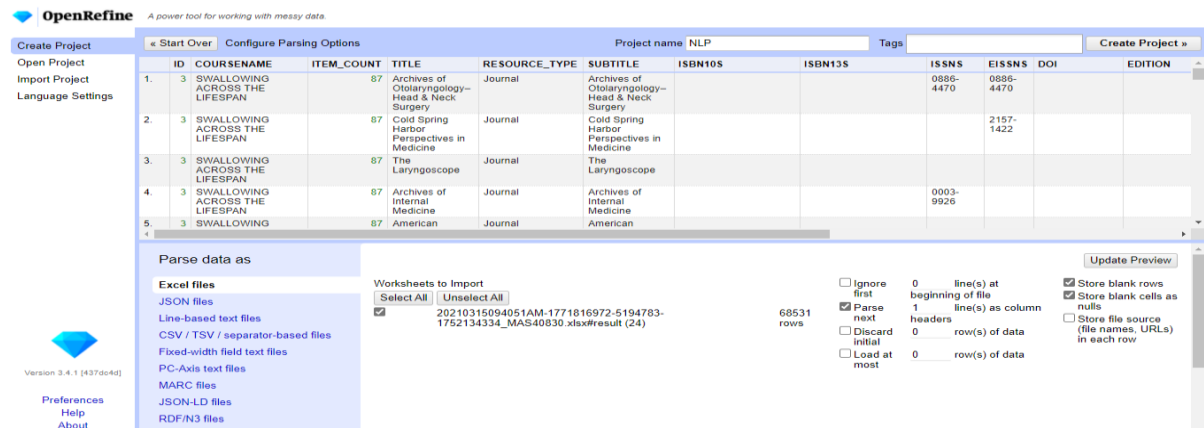 OpenRefine A power tool for working with messy data.
Create Project
Open Project
Import Project
Language Settings
« Start Over Configure Parsing Options Project name NLP Tags Create Project »
ID COURSENAME ITEM_COUNT TITLE RESOURCE_TYPE SUBTITLE ISBN10S ISBN13S ISSNS EISSNS DOI EDITION
1. 3 SWALLOWING 87 Archives of Journal Archives of 0886- 0886-
ACROSS THE Otolaryngology– Otolaryngology– 4470 4470
LIFESPAN Head & Neck Head & Neck
Surgery Surgery
2. 3 SWALLOWING 87 Cold Spring Journal Cold Spring 2157-
ACROSS THE Harbor Harbor 1422
LIFESPAN Perspectives in Perspectives in
Medicine Medicine
3. 3 SWALLOWING 87 The Journal The
ACROSS THE Laryngoscope Laryngoscope
LIFESPAN
4. 3 SWALLOWING 87 Archives of Journal Archives of 0003-
ACROSS THE Internal Internal 9926
LIFESPAN Medicine Medicine
5. 3 SWALLOWING 87 American Journal American
Parse data as
Excel files
JSON files
Line-based text files
CSV / TSV / separator-based files
Fixed-width field text files
PC-Axis text files
MARC files
JSON-LD files
RDF/N3 files
Update Preview
Worksheets to Import
Select All Unselect All
20210315094051AM-1771816972-5194783- 68531
1752134334_MAS40830.xlsx#result (24) rows
Ignore 0 line(s) at
first beginning of file
Parse 1 line(s) as column
next headers
Discard 0 row(s) of data
initial
Load at 0 row(s) of data
most
Store blank rows
Store blank cells as
nulls
Store file source
(file names, URLs)
in each row
Version 3.4.1 [437dc4d]
Preferences
Help
About